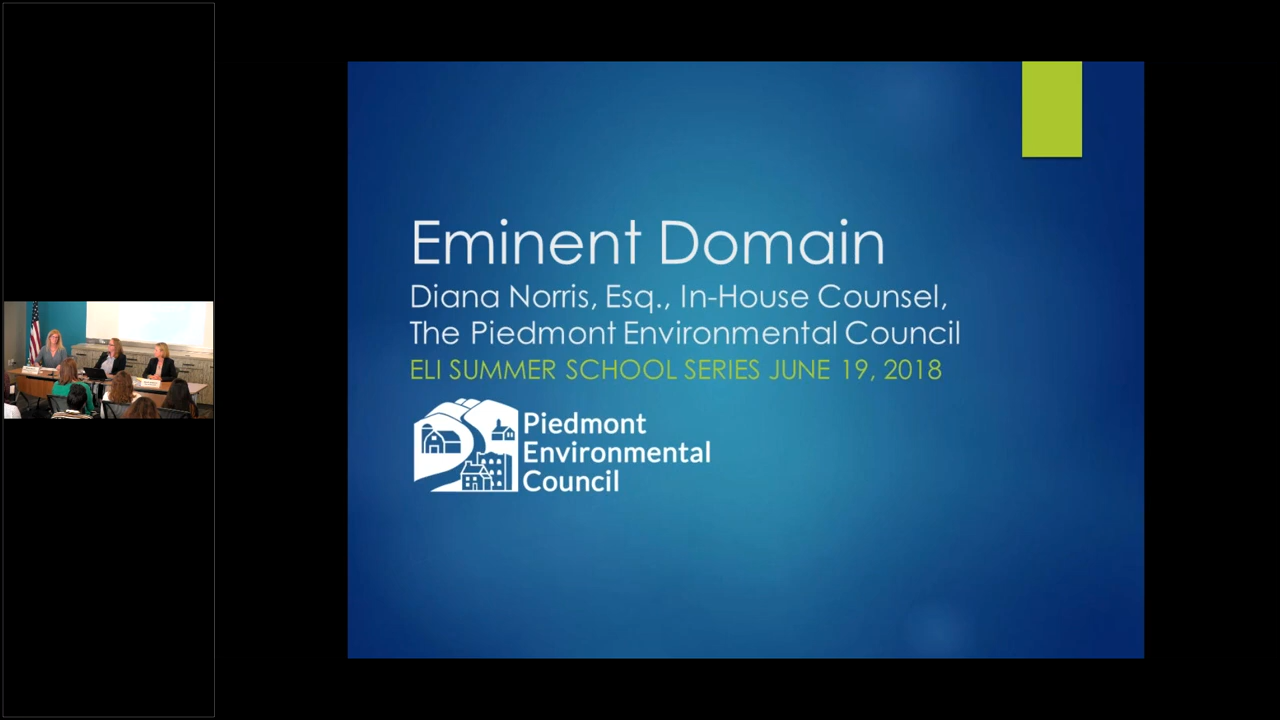 Eminent Domain
Diana Norris, Esq., In-House Counsel,
The Piedmont Environmental Council
ELI SUMMER SCHOOL SERIES JUNE 19, 2018
Piedmont
Environmental
Council